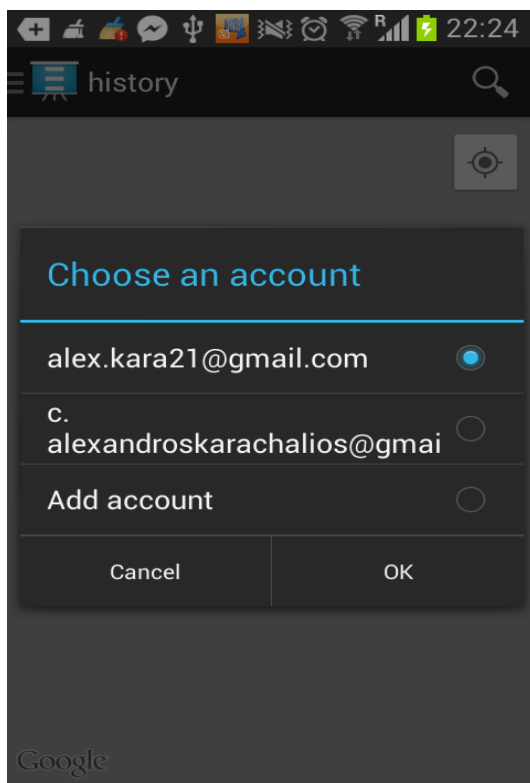 R 22:24
history
Choose an account
alex.kara21@gmail.com
c.
alexandroskarachalios@gmai
Add account
Cancel OK
Google